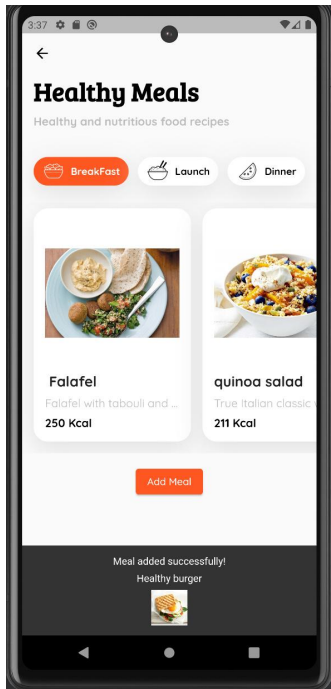 3:37
Healthy Meals
Healthy and nutritious food recipes
BreakFast
Launch
Dinner
Falafel
quinoa salad
Falafel with tabouli and ...
True Italian classic
250 Kcal
211 Kcal
Add Meal
Meal added successfully!
Healthy burger